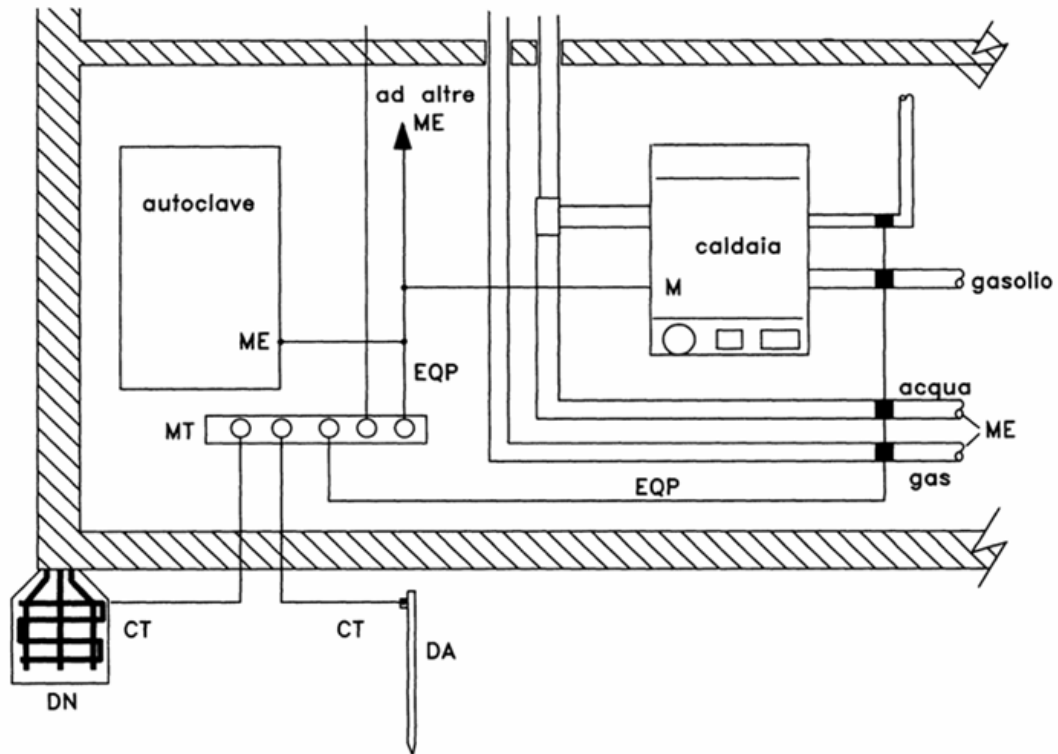 ad altre
ME
autoclave
caldaia
M
gasolio
ME
EQP
acqua
MT
ME
gas
EQP
CT
CT
DA
DN